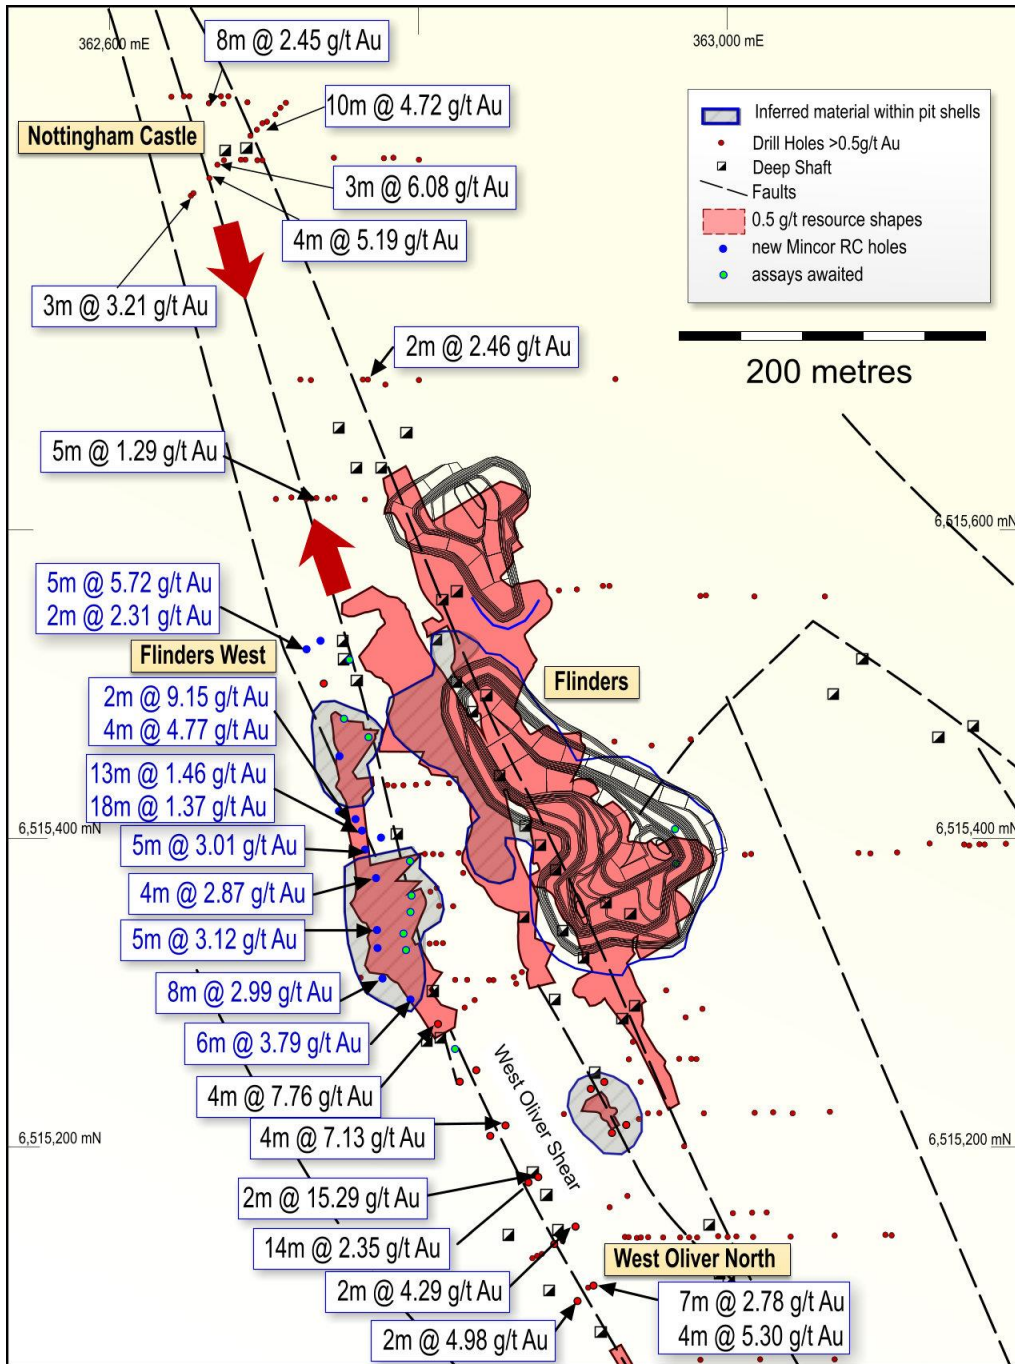 362,600 mE
363,000 mE
8m @ 2.45 g/t Au
10m @ 4.72 g/t Au
Nottingham Castle
3m @ 6.08 g/t Au
4m @ 5.19 g/t Au
3m @ 3.21 g/t Au
Inferred material within pit shells
Drill Holes >0.5g/t Au
Deep Shaft
Faults
0.5 g/t resource shapes
new Mincor RC holes
assays awaited
200 metres
2m @ 2.46 g/t Au
5m @ 1.29 g/t Au
6,515,600 mN
5m @ 5.72 g/t Au
2m @ 2.31 g/t Au
Flinders West
Flinders
2m @ 9.15 g/t Au
4m @ 4.77 g/t Au
13m @ 1.46 g/t Au
18m @ 1.37 g/t Au
6,515,400 mN
6,515,400 mN
5m @ 3.01 g/t Au
4m @ 2.87 g/t Au
5m @ 3.12 g/t Au
8m @ 2.99 g/t Au
6m @ 3.79 g/t Au
4m @ 7.76 g/t Au
West Oliver Shear
4m @ 7.13 g/t Au
6,515,200 mN
6,515,200 mN
2m @ 15.29 g/t Au
14m @ 2.35 g/t Au
West Oliver North
2m @ 4.29 g/t Au
7m @ 2.78 g/t Au
4m @ 5.30 g/t Au
2m @ 4.98 g/t Au